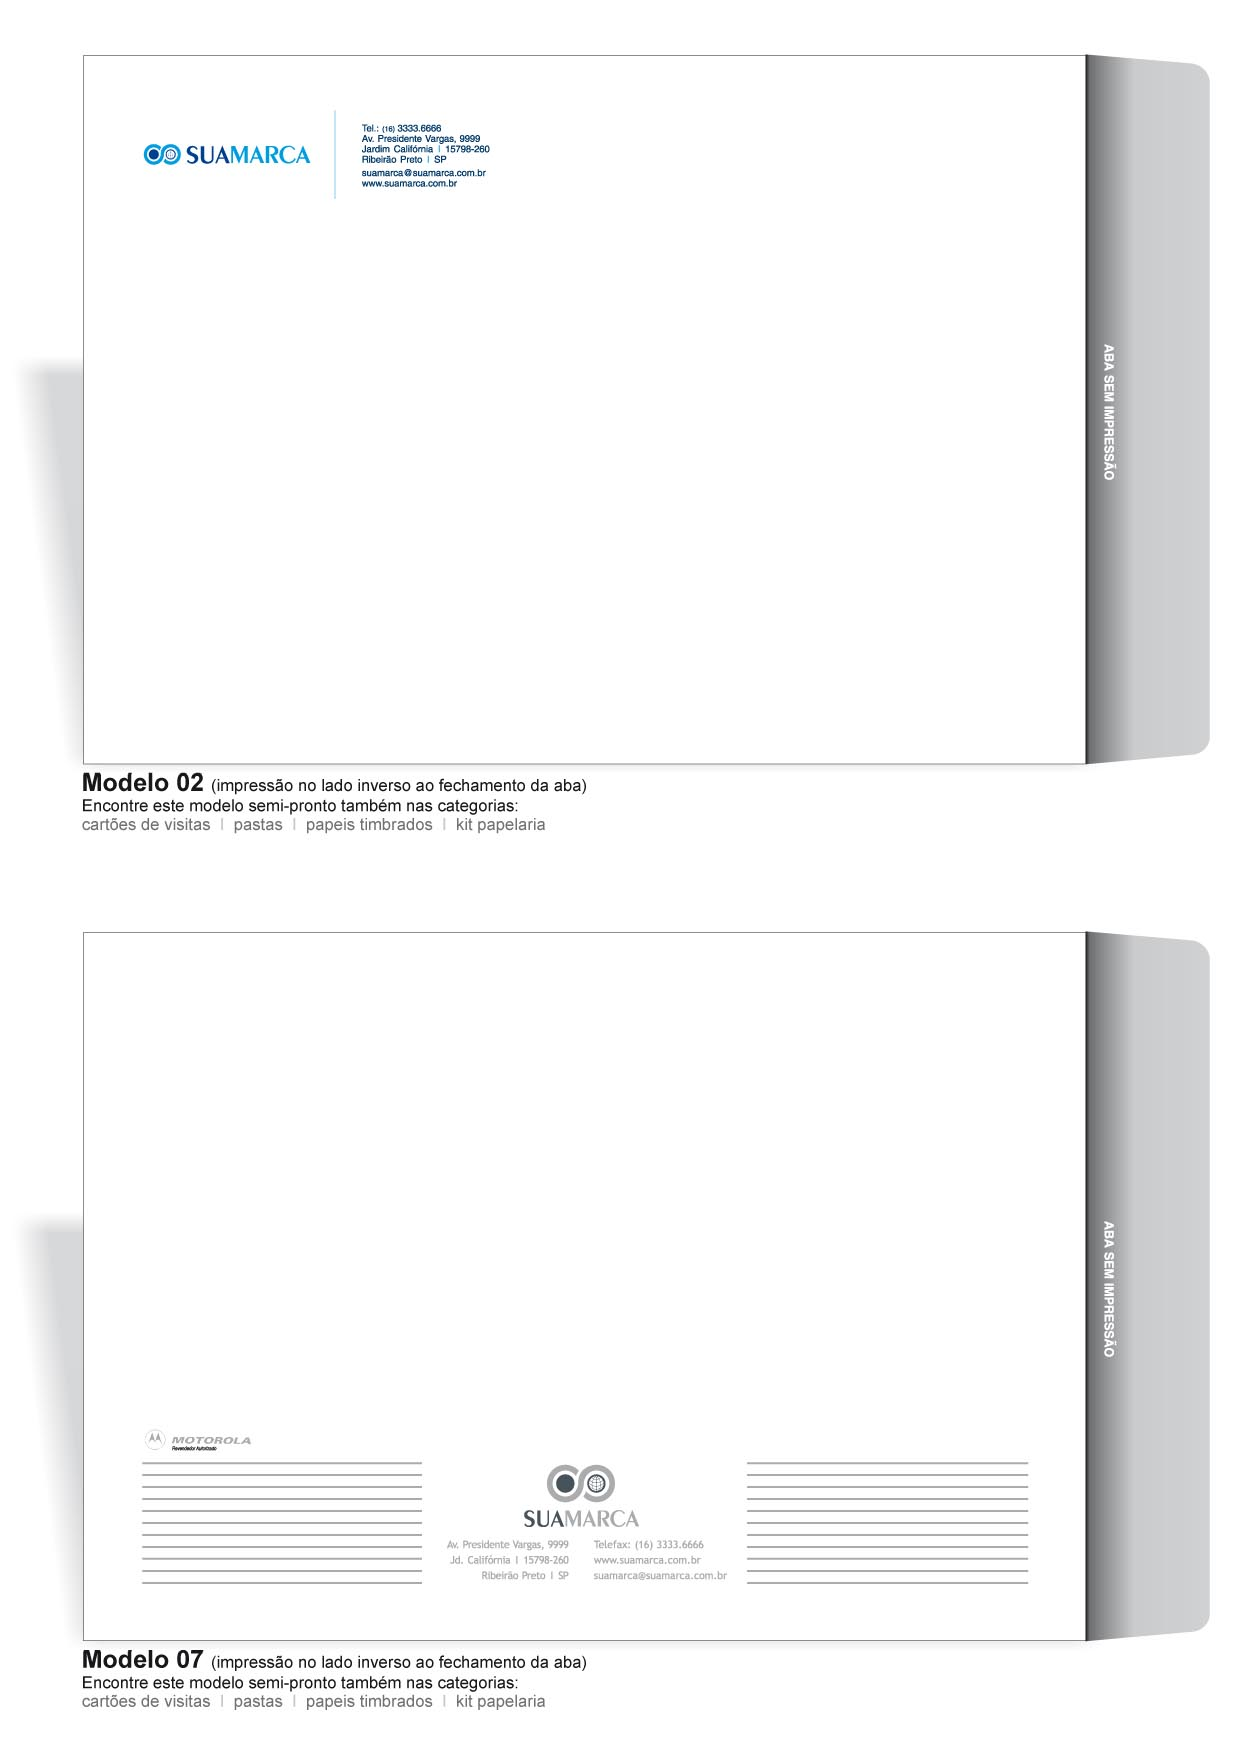 SUAMARCA
Tel.: (16) 3333.6666
Av. Presidente Vargas, 9999
Jardim Califórnia | 15798-260
Ribeirão Preto | SP
suamarca@suamarca.com.br
www.suamarca.com.br
ABA SEM IMPRESSÃO
Modelo 02 (impressão no lado inverso ao fechamento da aba)
Encontre este modelo semi-pronto também nas categorias:
cartões de visitas | pastas | papeis timbrados | kit papelaria
ABA SEM IMPRESSÃO
MOTOROLA
Revendedor Autorizado
SUAMARCA
Av. Presidente Vargas, 9999
Jd. Califórnia | 15798-260
Ribeirão Preto | SP
Telefax: (16) 3333.6666
www.suamarca.com.br
suamarca@suamarca.com.br
Modelo 07 (impressão no lado inverso ao fechamento da aba)
Encontre este modelo semi-pronto também nas categorias:
cartões de visitas | pastas | papeis timbrados | kit papelaria